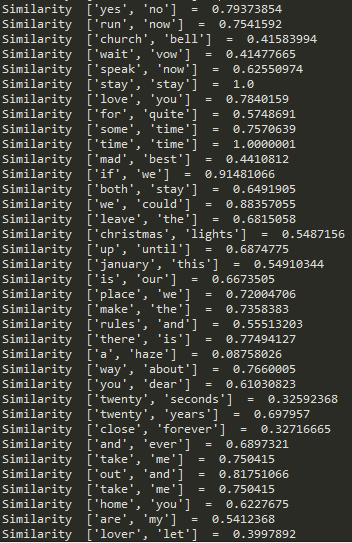 Similarity ['yes', 'no'] = 0.79373854
Similarity ['run', 'now'] = 0.7541592
Similarity ['church', 'bell'] = 0.41583994
Similarity ['wait', 'vow'] = 0.41477665
Similarity ['speak', 'now'] = 0.62550974
Similarity ['stay', 'stay'] = 1.0
Similarity ['love', 'you'] = 0.7840159
Similarity ['for', 'quite'] = 0.5748691
Similarity ['some', 'time'] = 0.7570639
Similarity ['time', 'time'] = 1.0000001
Similarity ['mad', 'best'] = 0.4410812
Similarity ['if', 'we'] = 0.91481066
Similarity ['both', 'stay'] = 0.6491905
Similarity ['we', 'could'] = 0.88357055
Similarity ['leave', 'the'] = 0.6815058
Similarity ['christmas', 'lights'] = 0.5487156
Similarity ['up', 'until'] = 0.6874775
Similarity ['january', 'this'] = 0.54910344
Similarity ['is', 'our'] = 0.6673505
Similarity ['place', 'we'] = 0.72004706
Similarity ['make', 'the'] = 0.7358383
Similarity ['rules', 'and'] = 0.55513203
Similarity ['there', 'is'] = 0.77494127
Similarity ['a', 'haze'] = 0.08758026
Similarity ['way', 'about'] = 0.7660005
Similarity ['you', 'dear'] = 0.61030823
Similarity ['twenty', 'seconds'] = 0.32592368
Similarity ['twenty', 'years'] = 0.697957
Similarity ['close', 'forever'] = 0.32716665
Similarity ['and', 'ever'] = 0.6897321
Similarity ['take', 'me'] = 0.750415
Similarity ['out', 'and'] = 0.81751066
Similarity ['take', 'me'] = 0.750415
Similarity ['home', 'you'] = 0.6227675
Similarity ['are', 'my'] = 0.5412368
Similarity ['lover', 'let'] = 0.3997892